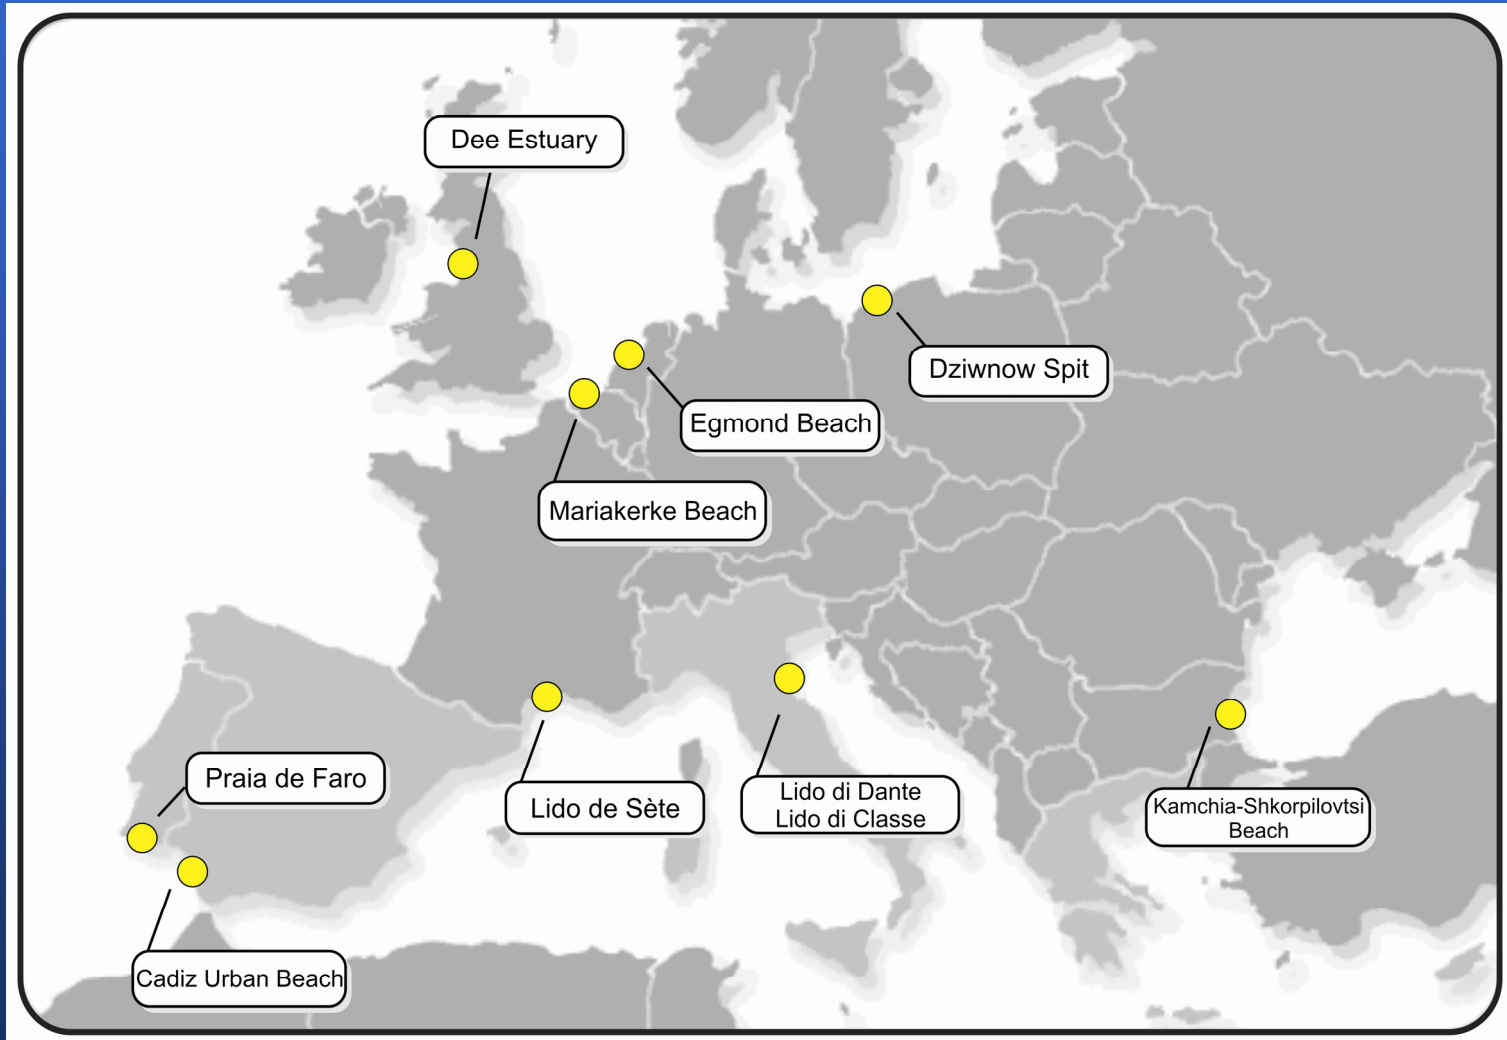 Dee Estuary
Dziwnow Spit
Egmond Beach
Mariakerke Beach
Praia de Faro
Lido de Sète
Lido di Dante
Lido di Classe
Kamchia-Shkorpilovtsi
Beach
Cadiz Urban Beach